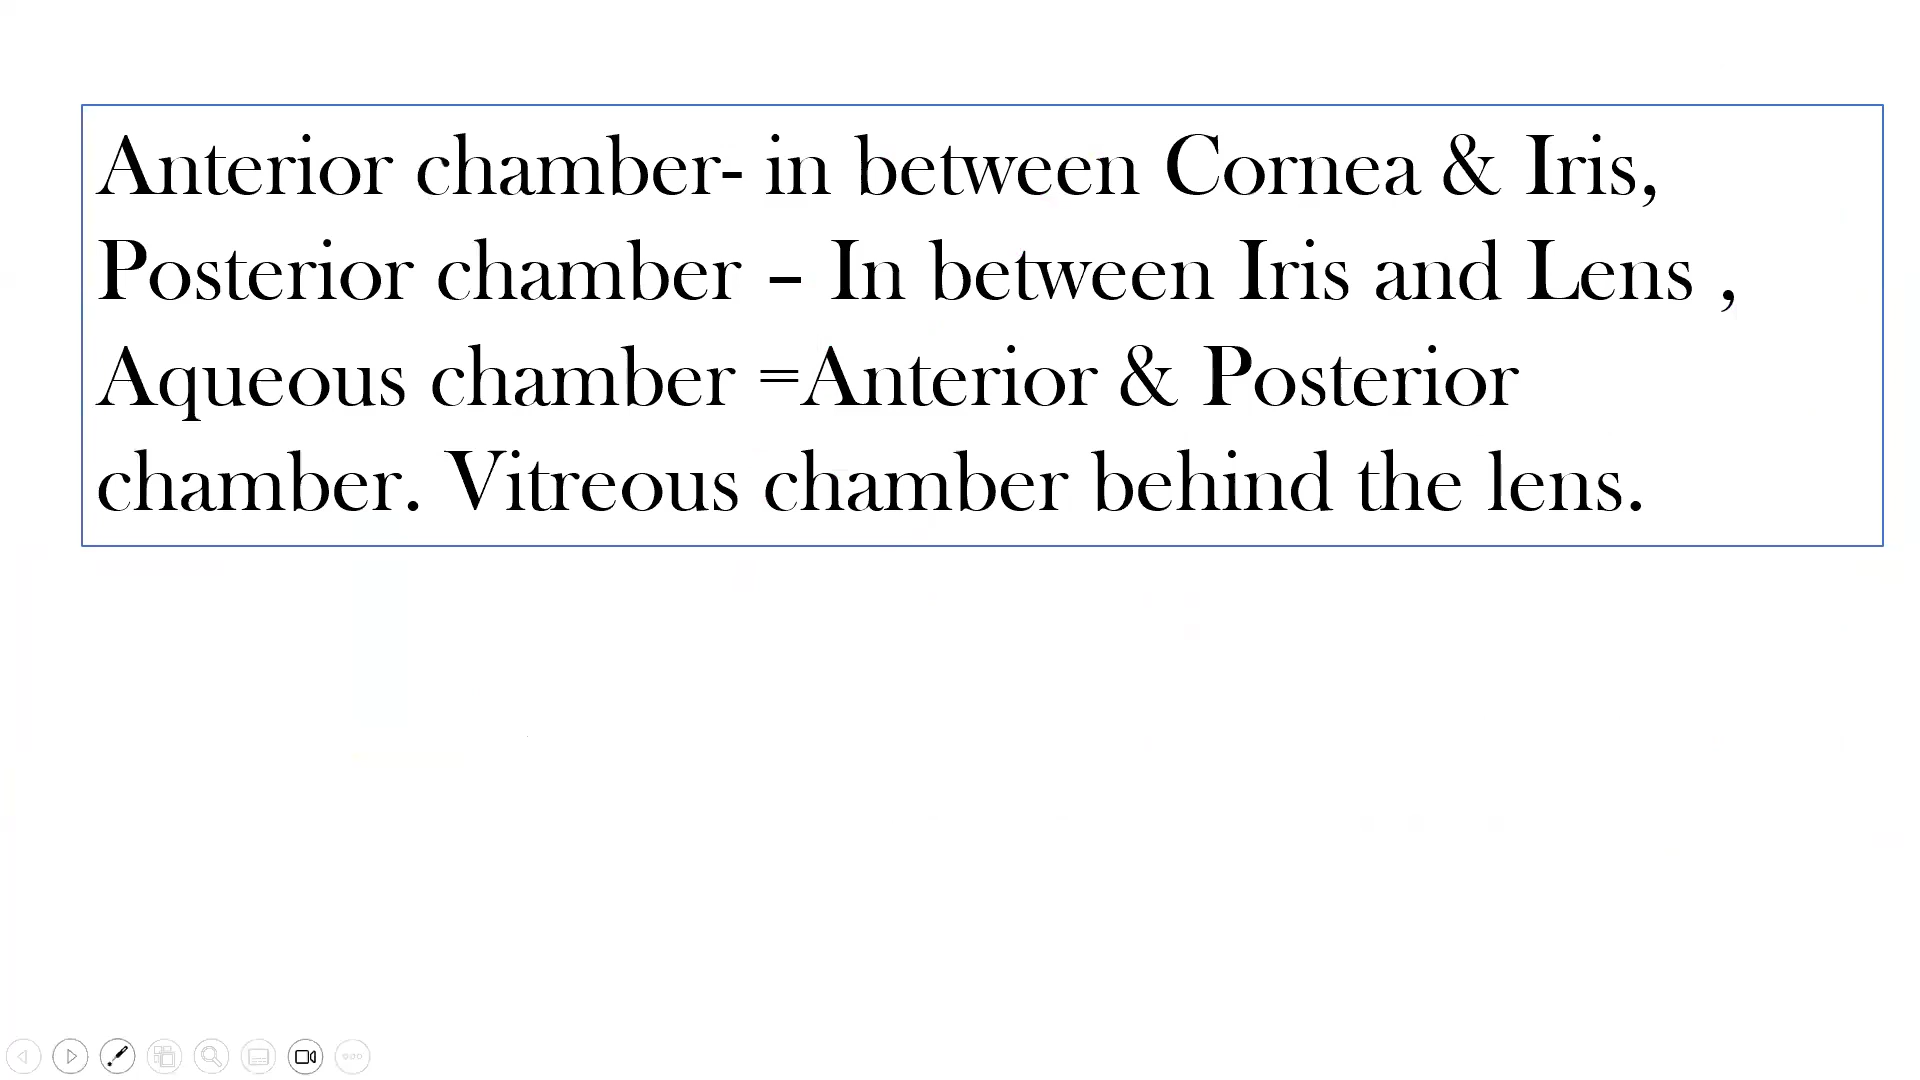 Anterior chamber- in between Cornea & Iris,
Posterior chamber – In between Iris and Lens ,
Aqueous chamber =Anterior & Posterior
chamber. Vitreous chamber behind the lens.